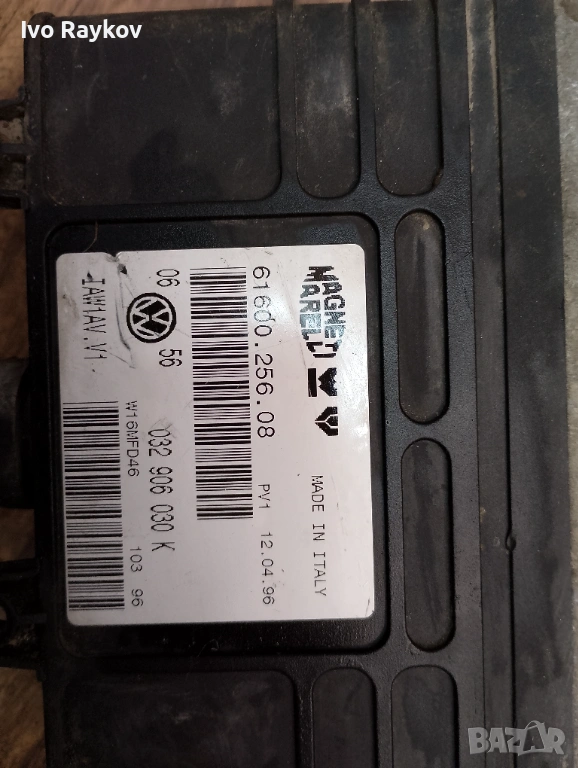 Ivo Raykov
MAGNETI
MARELLI
MADE IN ITALY
61600.256.08
PV1 12.04.96
06 56
032 906 030 K
IAW1AV.V1
W16MFD46
103 96
BAZAR